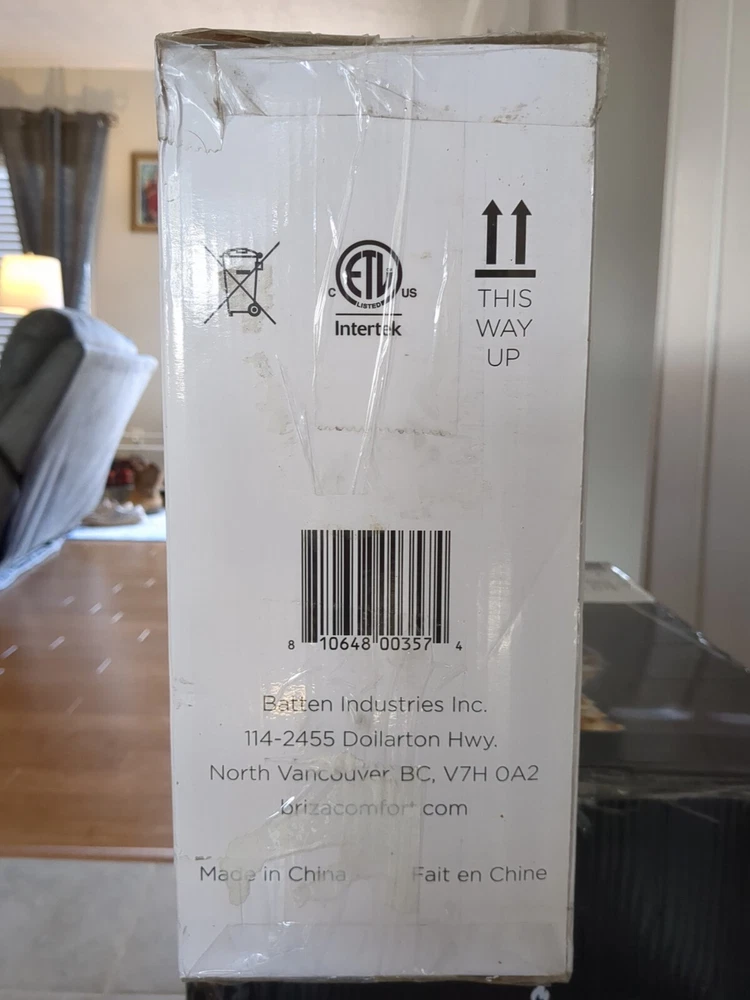 C ETL US
LISTED
Intertek
THIS
WAY
UP
8 10648 00357 4
Batten Industries Inc.
114-2455 Dollarton Hwy.
North Vancouver, BC, V7H 0A2
brizacomfort.com
Made in China
Fait en Chine